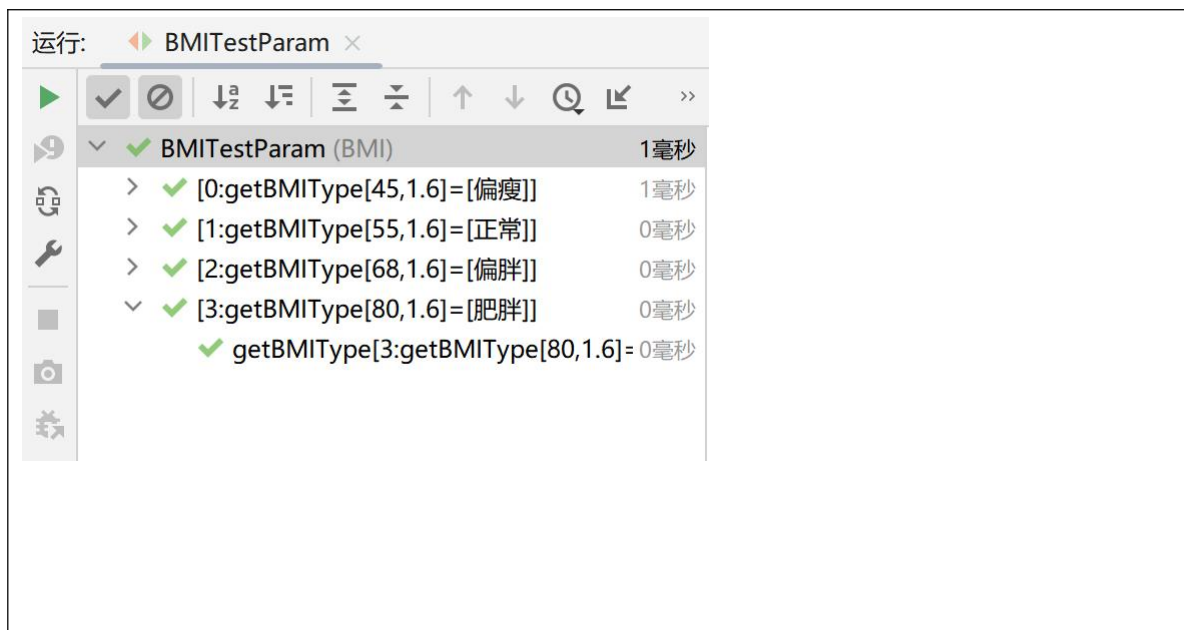 运行: BMITestParam
BMITestParam (BMI) 1毫秒
[0:getBMIType[45,1.6]=[偏瘦]] 1毫秒
[1:getBMIType[55,1.6]=[正常]] 0毫秒
[2:getBMIType[68,1.6]=[偏胖]] 0毫秒
[3:getBMIType[80,1.6]=[肥胖]] 0毫秒
getBMIType[3:getBMIType[80,1.6]= 0毫秒